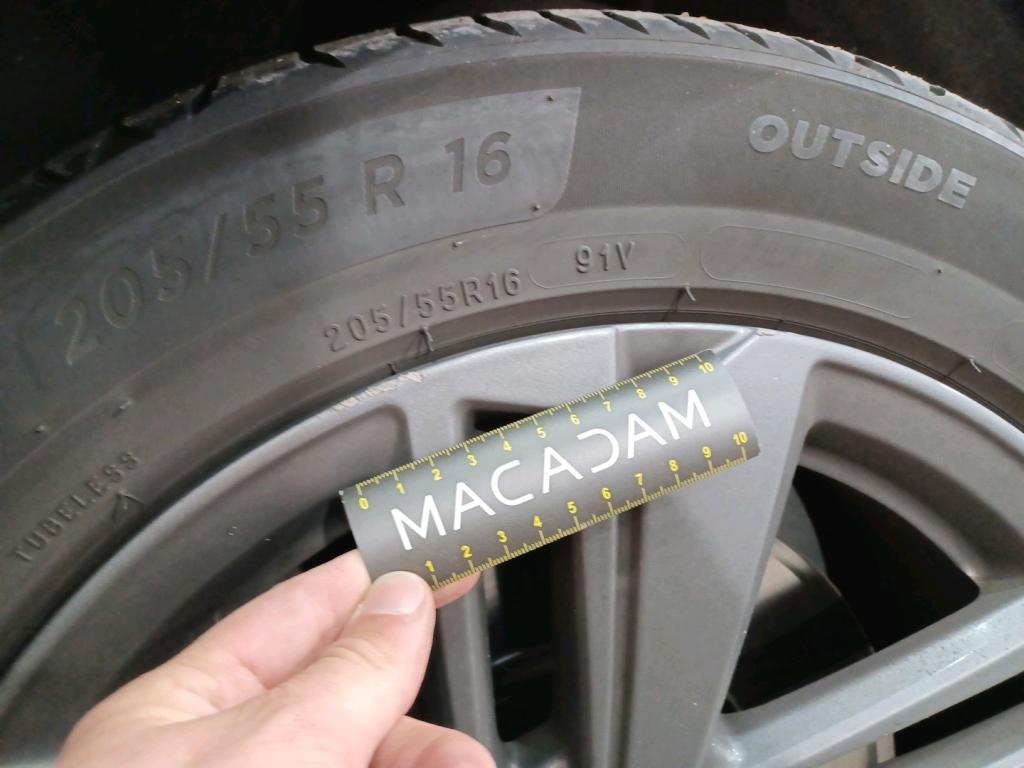 205/55 R 16
OUTSIDE
205/55R16 91V
TUBELESS
0 1 2 3 4 5 6 7 8 9 10
MACADAM
1 2 3 4 5 6 7 8 9 10